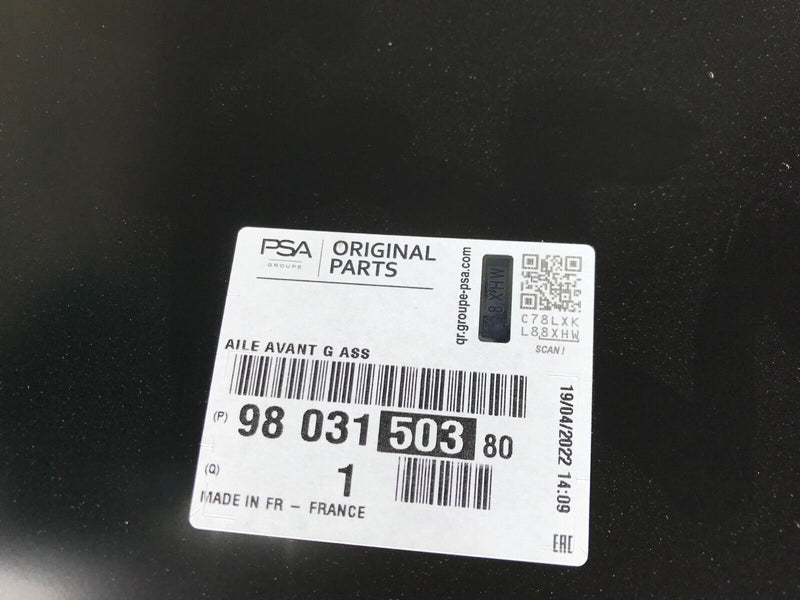 PSA
GROUPE
ORIGINAL
PARTS
qr.groupe-psa.com
8XHW
C78LXK
L88XHW
SCAN!
AILE AVANT G ASS
(P) 98 031 503 80
(Q) 1
MADE IN FR - FRANCE
19/04/2022 14:09
EAC